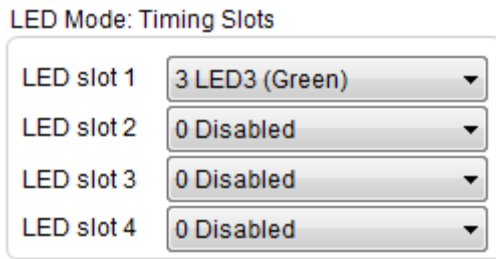 LED Mode: Timing Slots
LED slot 1 3 LED3 (Green)
LED slot 2 0 Disabled
LED slot 3 0 Disabled
LED slot 4 0 Disabled